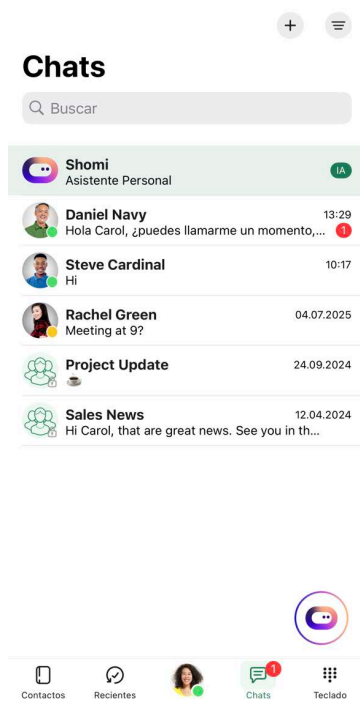 Chats
Buscar
Shomi
IA
Asistente Personal
Daniel Navy
13:29
Hola Carol, ¿puedes llamarme un momento,...
1
Steve Cardinal
10:17
Hi
Rachel Green
04.07.2025
Meeting at 9?
Project Update
24.09.2024
Sales News
12.04.2024
Hi Carol, that are great news. See you in th...
1
Contactos
Recientes
Chats
Teclado